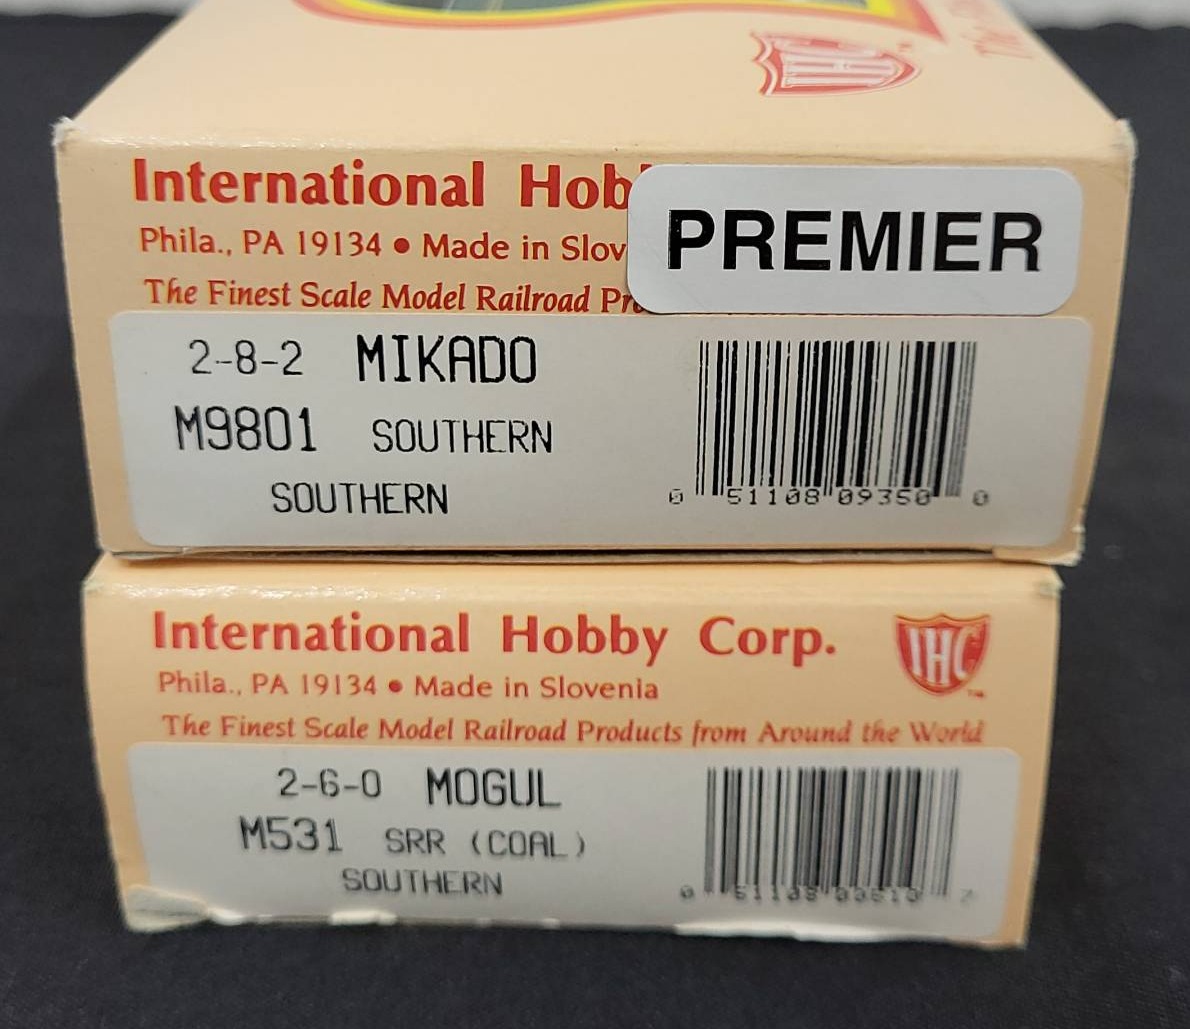 IHC
International Hob
PREMIER
Phila., PA 19134 • Made in Slov
The Finest Scale Model Railroad Pro
2-8-2 MIKADO
M9801 SOUTHERN
SOUTHERN
0 51108 09350 0
International Hobby Corp.
IHC
Phila., PA 19134 • Made in Slovenia
TM
The Finest Scale Model Railroad Products from Around the World
2-6-0 MOGUL
M531 SRR (COAL)
SOUTHERN